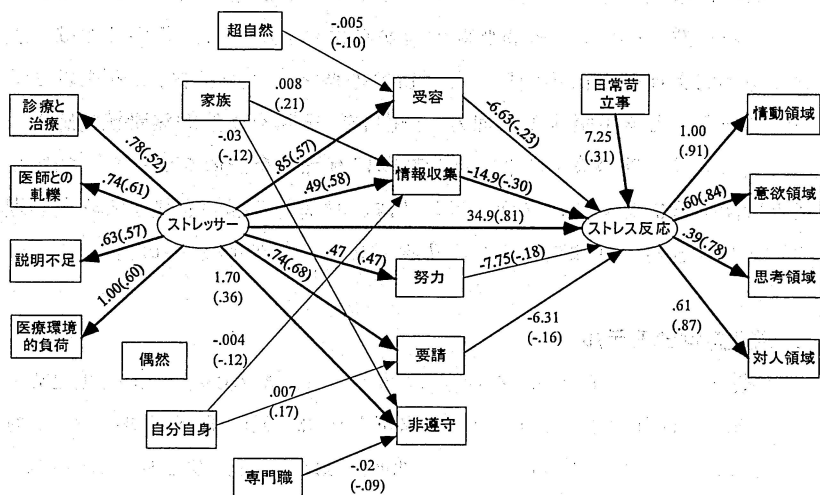 超自然
-.005
(-.10)
家族
.008
(.21)
-.03
(-.12)
受容
日常苛
立事
診療と
治療
.78(.52)
.85(.57)
-6.63(-.23)
7.25
(.31)
1.00
(.91)
情動領域
医師との
軋轢
.74(.61)
.49(.58)
情報収集
-14.9(-.30)
.60(.84)
意欲領域
ストレッサー
34.9(.81)
ストレス反応
説明不足
.63(.57)
.47
(.47)
努力
-7.75(-.18)
.39(.78)
思考領域
医療環境
的負荷
1.00(.60)
1.70
(.36)
.74(.68)
.61
(.87)
偶然
-.004
(-.12)
要請
-6.31
(-.16)
対人領域
自分自身
.007
(.17)
非遵守
専門職
-.02
(-.09)